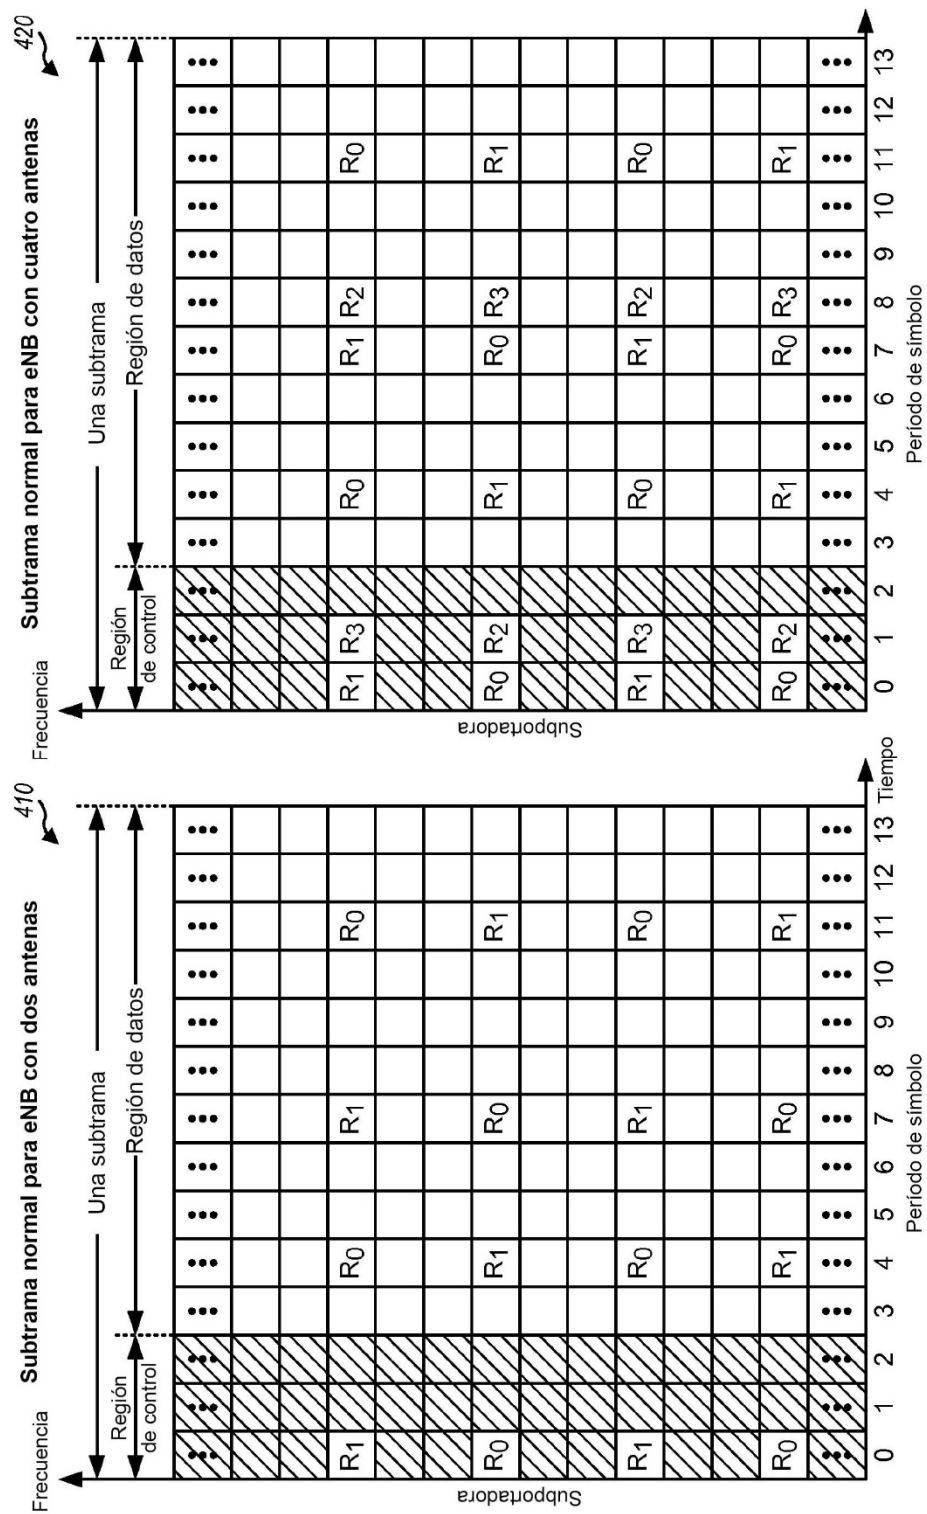 Subtrama normal para eNB con dos antenas
410
Frecuencia
Una subtrama
Región
de control
Región de datos
Subportadora
R1 R0 R1 R0
R0 R1 R0 R1
R1 R0 R1 R0
R0 R1 R0 R1
0 1 2 3 4 5 6 7 8 9 10 11 12 13
Tiempo
Período de símbolo
Subtrama normal para eNB con cuatro antenas
420
Frecuencia
Una subtrama
Región
de control
Región de datos
Subportadora
R1 R3 R0 R1 R2 R0
R0 R2 R1 R0 R3 R1
R1 R3 R0 R1 R2 R0
R0 R2 R1 R0 R3 R1
0 1 2 3 4 5 6 7 8 9 10 11 12 13
Período de símbolo